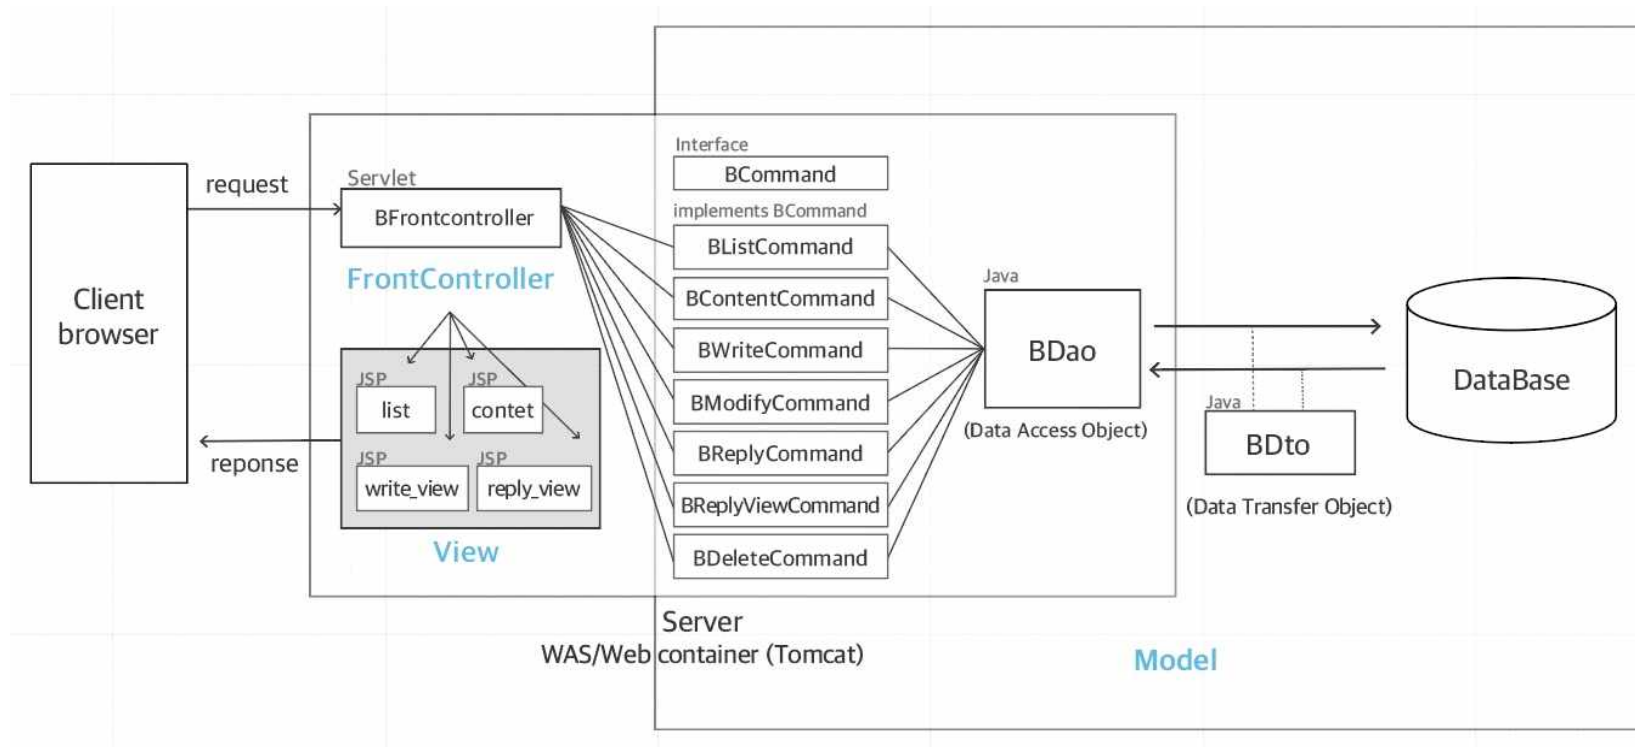 Client
browser
request
reponse
Servlet
BFrontcontroller
FrontController
JSP
list
JSP
contet
JSP
write_view
JSP
reply_view
View
Interface
BCommand
implements BCommand
BListCommand
BContentCommand
BWriteCommand
BModifyCommand
BReplyCommand
BReplyViewCommand
BDeleteCommand
Java
BDao
(Data Access Object)
Java
BDto
(Data Transfer Object)
DataBase
Server
WAS/Web container (Tomcat)
Model